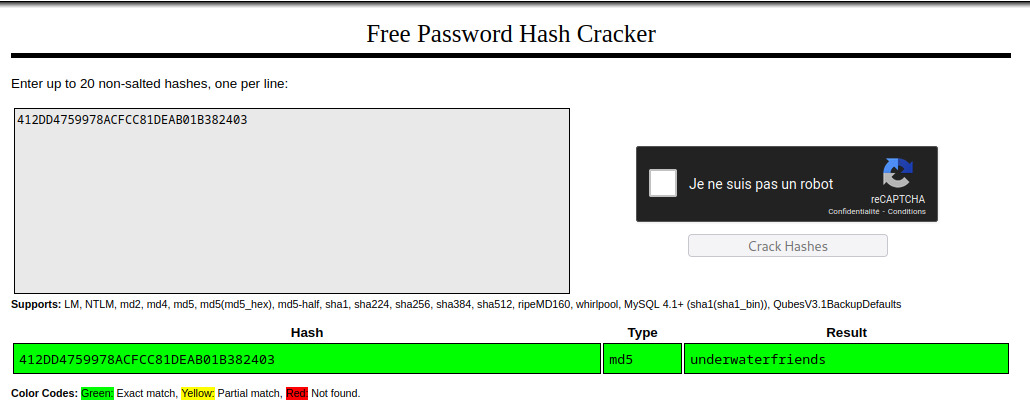 Free Password Hash Cracker
Enter up to 20 non-salted hashes, one per line:
412DD4759978ACFCC81DEAB01B382403
Je ne suis pas un robot
reCAPTCHA
Confidentialité - Conditions
Crack Hashes
Supports: LM, NTLM, md2, md4, md5, md5(md5_hex), md5-half, sha1, sha224, sha256, sha384, sha512, ripeMD160, whirlpool, MySQL 4.1+ (sha1(sha1_bin)), QubesV3.1BackupDefaults
Hash Type Result
412DD4759978ACFCC81DEAB01B382403 md5 underwaterfriends
Color Codes: Green: Exact match, Yellow: Partial match, Red: Not found.